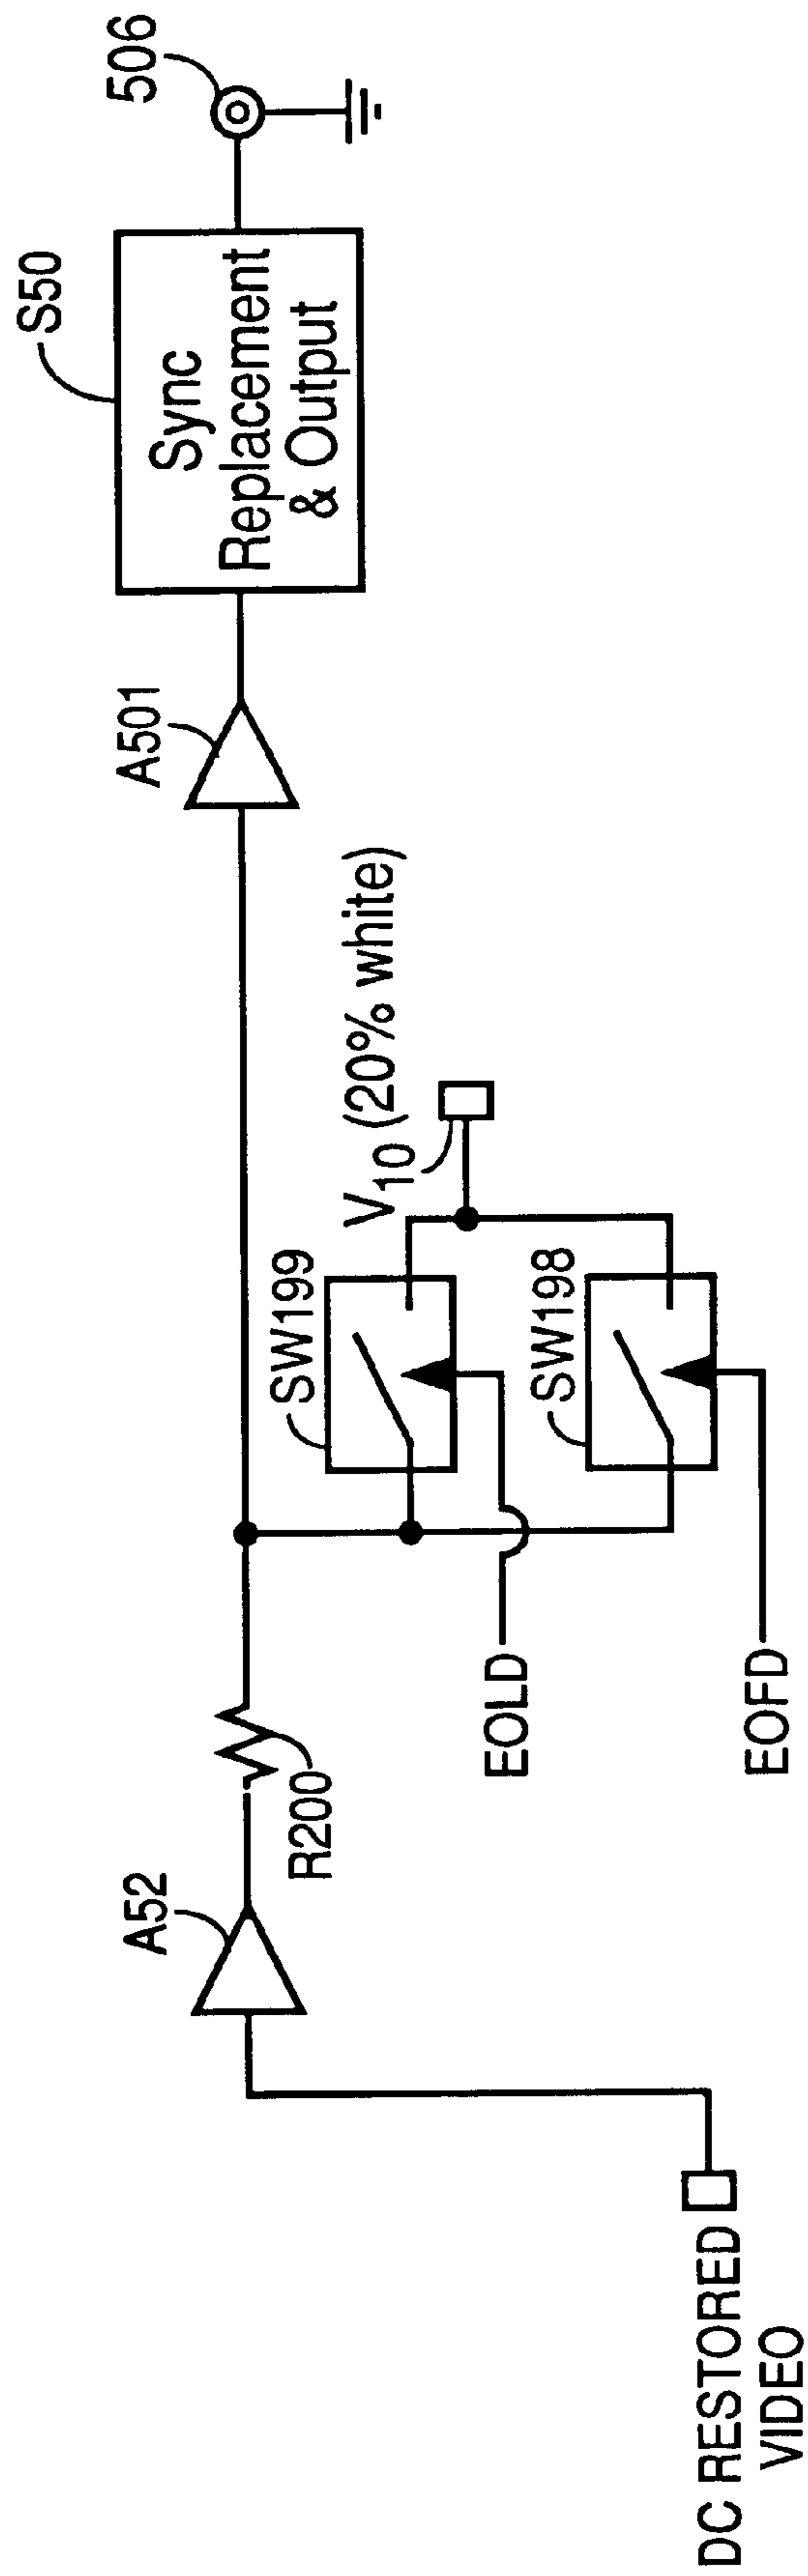 DC RESTORED
VIDEO
A52
R200
EOLD
EOFD
SW199
SW198
V10 (20% white)
A501
S50
Sync
Replacement
& Output
506